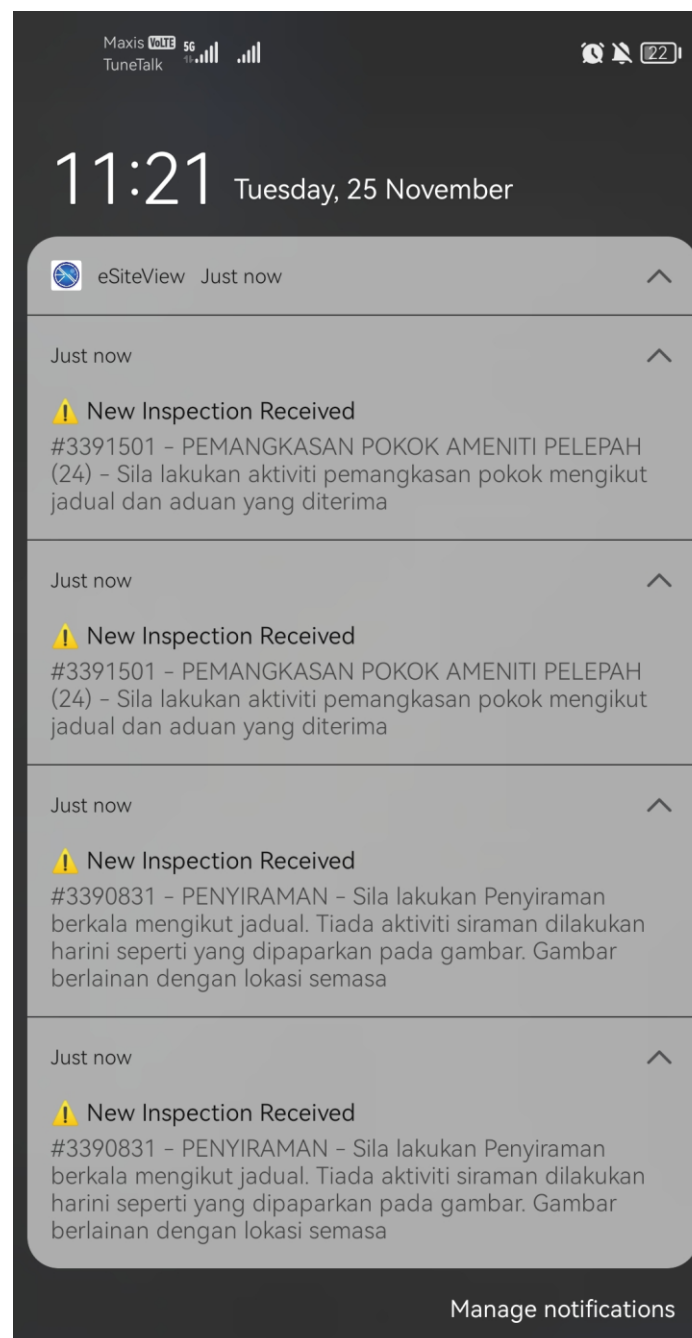 Maxis VoLTE 5G
TuneTalk
22
11:21 Tuesday, 25 November
eSiteView Just now
Just now
New Inspection Received
#3391501 – PEMANGKASAN POKOK AMENITI PELEPAH
(24) – Sila lakukan aktiviti pemangkasan pokok mengikut
jadual dan aduan yang diterima
Just now
New Inspection Received
#3391501 – PEMANGKASAN POKOK AMENITI PELEPAH
(24) – Sila lakukan aktiviti pemangkasan pokok mengikut
jadual dan aduan yang diterima
Just now
New Inspection Received
#3390831 – PENYIRAMAN – Sila lakukan Penyiraman
berkala mengikut jadual. Tiada aktiviti siraman dilakukan
harini seperti yang dipaparkan pada gambar. Gambar
berlainan dengan lokasi semasa
Just now
New Inspection Received
#3390831 – PENYIRAMAN – Sila lakukan Penyiraman
berkala mengikut jadual. Tiada aktiviti siraman dilakukan
harini seperti yang dipaparkan pada gambar. Gambar
berlainan dengan lokasi semasa
Manage notifications